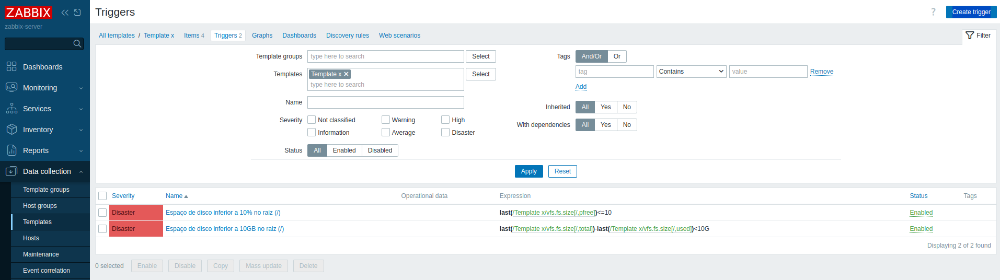 ZABBIX
zabbix-server
Dashboards
Monitoring
Services
Inventory
Reports
Data collection
Template groups
Host groups
Templates
Hosts
Maintenance
Event correlation
Triggers
? Create trigger
All templates / Template x Items 4 Triggers 2 Graphs Dashboards Discovery rules Web scenarios
Filter
Template groups type here to search Select
Templates Template x Select
type here to search
Name
Severity Not classified Warning High
Information Average Disaster
Status All Enabled Disabled
Tags And/Or Or
tag Contains value Remove
Add
Inherited All Yes No
With dependencies All Yes No
Apply Reset
Severity Name Operational data Expression Status Tags
Disaster Espaço de disco inferior a 10% no raiz (/) last(/Template x/vfs.fs.size[/,pfree])<=10 Enabled
Disaster Espaço de disco inferior a 10GB no raiz (/) last(/Template x/vfs.fs.size[/,total])-last(/Template x/vfs.fs.size[/,used])<10G Enabled
Displaying 2 of 2 found
0 selected Enable Disable Copy Mass update Delete